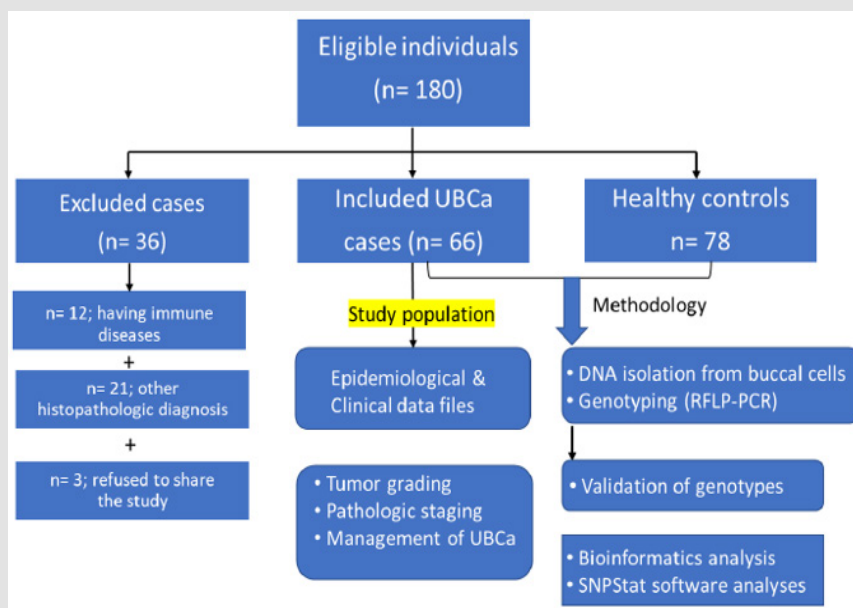 Eligible individuals
(n= 180)
Excluded cases
(n= 36)
Included UBCa
cases (n= 66)
Healthy controls
n= 78
n= 12; having immune
diseases
+
n= 21; other
histopathologic diagnosis
+
n= 3; refused to share
the study
Study population
Epidemiological &
Clinical data files
• Tumor grading
• Pathologic staging
• Management of UBCa
Methodology
• DNA isolation from buccal cells
• Genotyping (RFLP-PCR)
• Validation of genotypes
• Bioinformatics analysis
• SNPStat software analyses